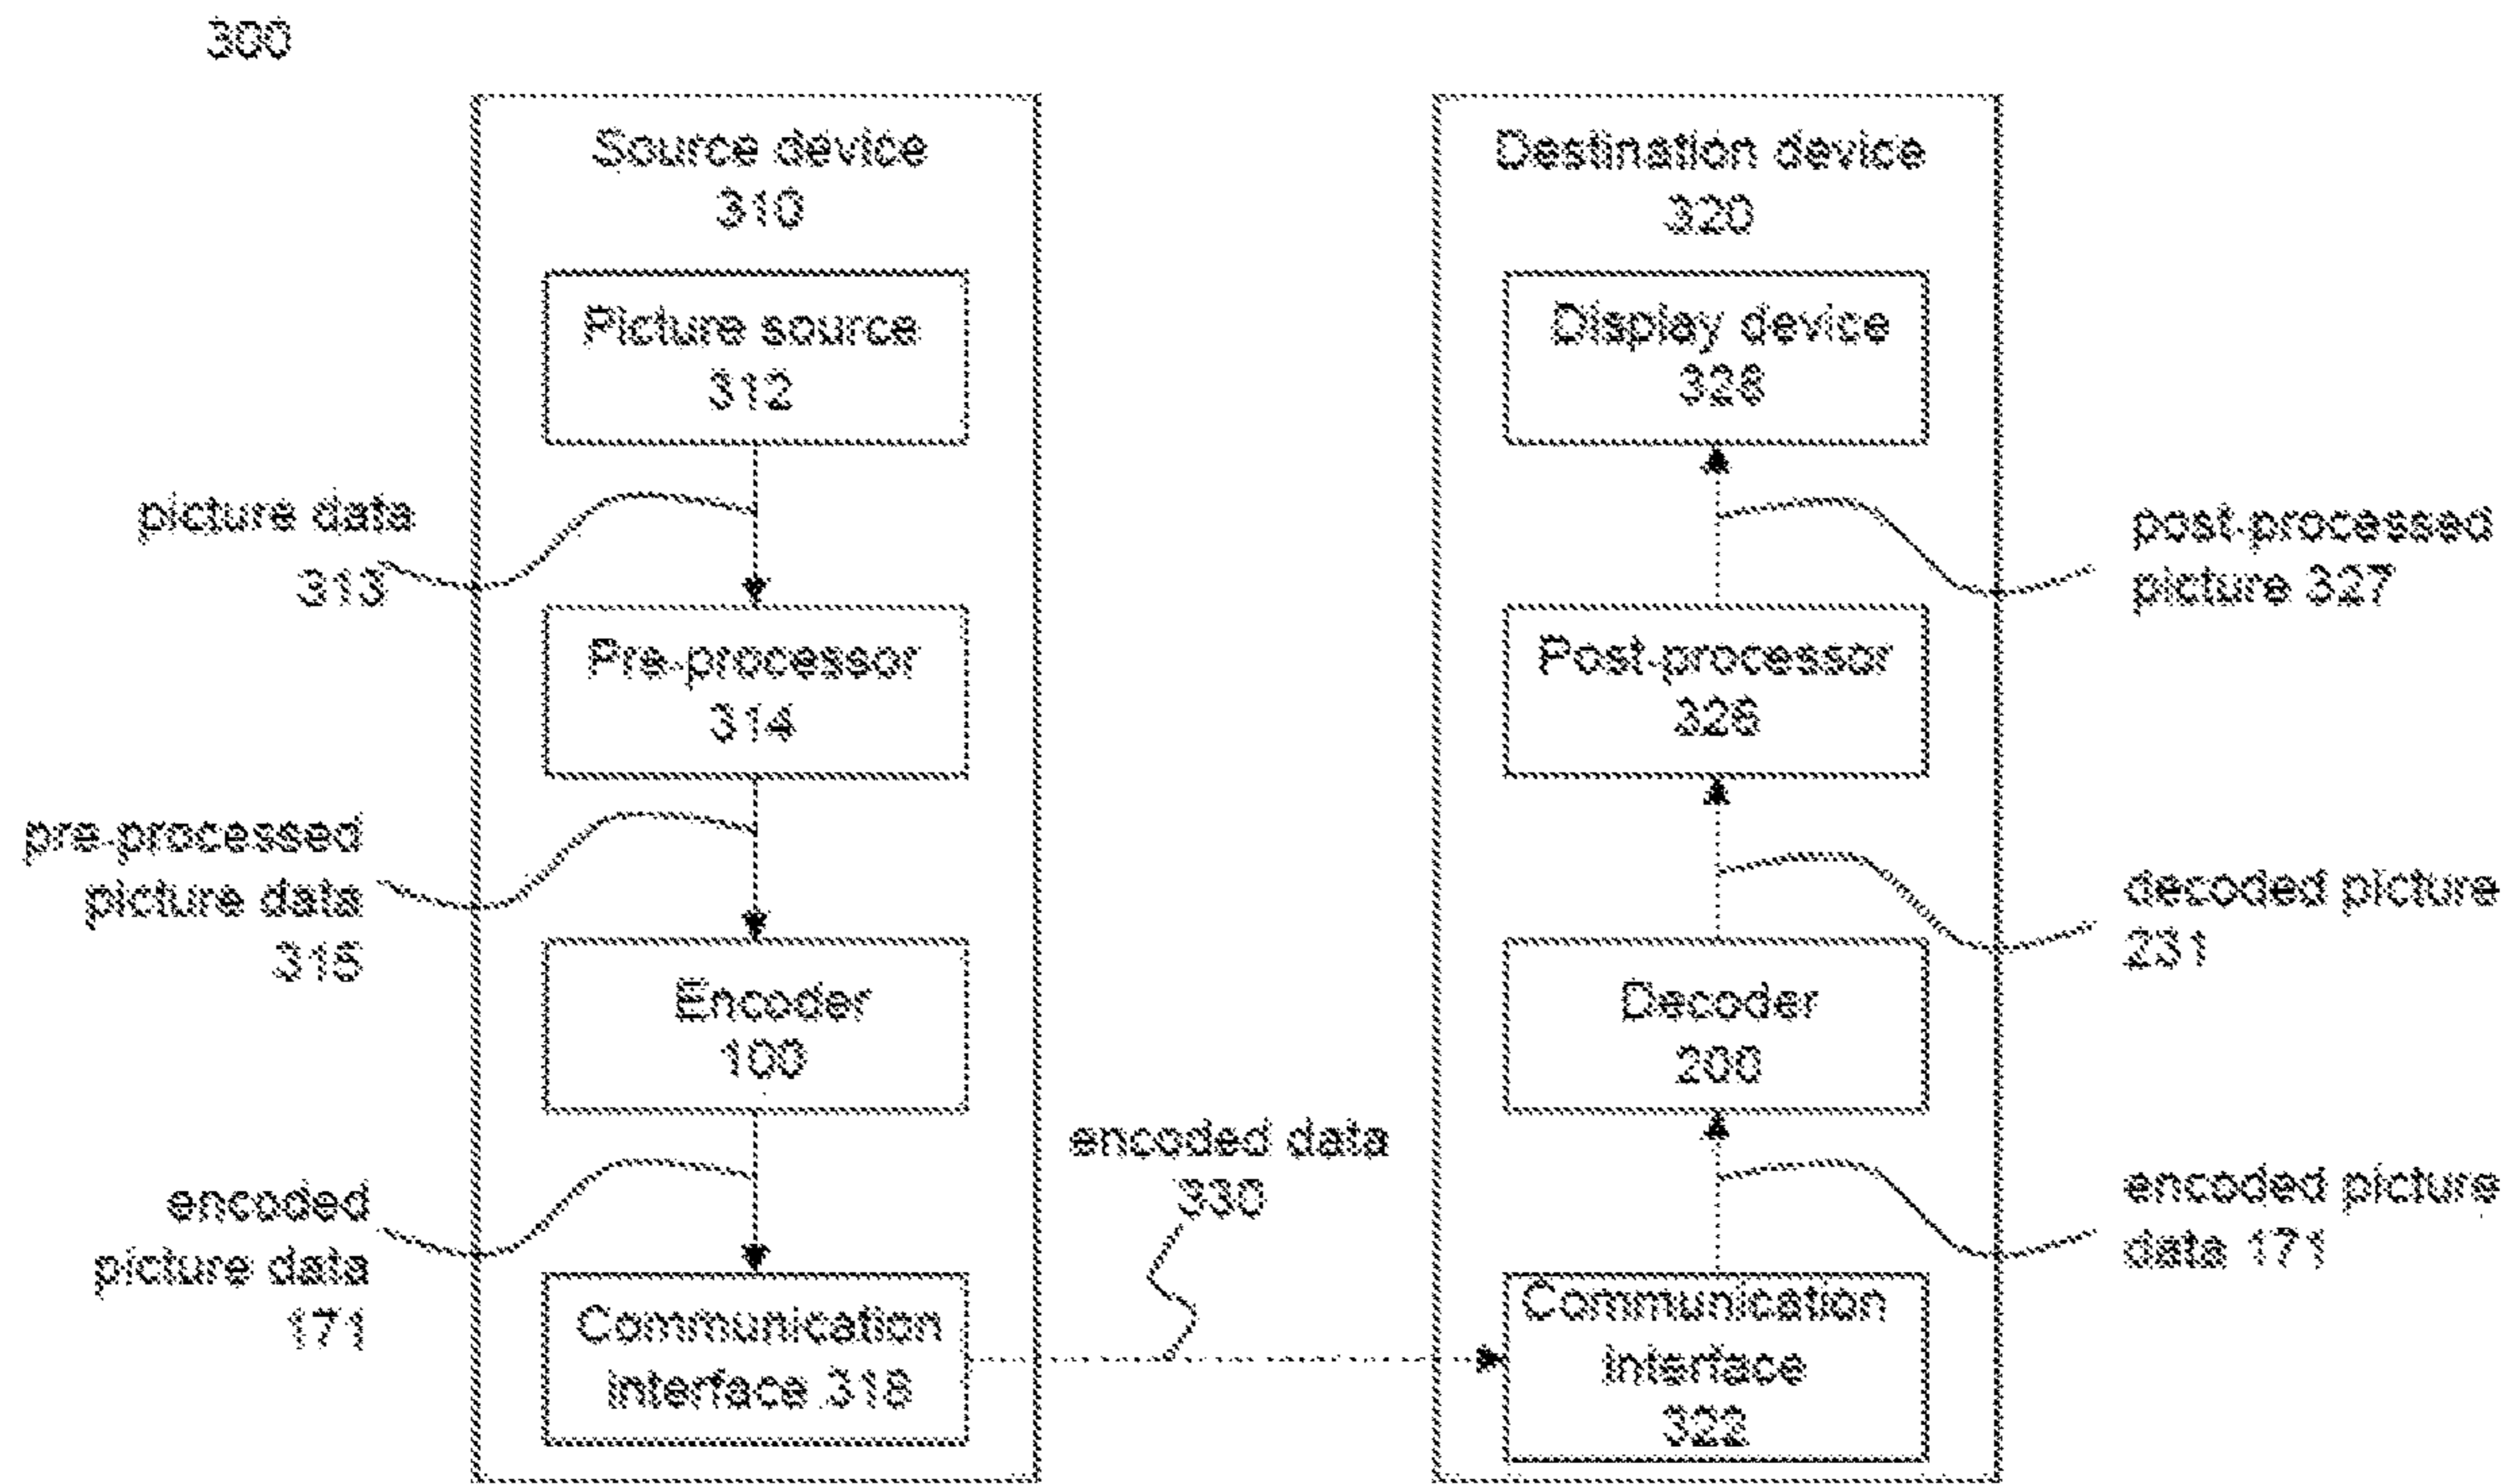 300
Source device
310
Picture source
312
picture data
313
Pre-processor
314
pre-processed
picture data
315
Encoder
100
encoded
picture data
171
Communication
interface 318
encoded data
330
Destination device
320
Display device
328
post-processed
picture 327
Post-processor
326
decoded picture
231
Decoder
200
encoded picture
data 171
Communication
interface
322